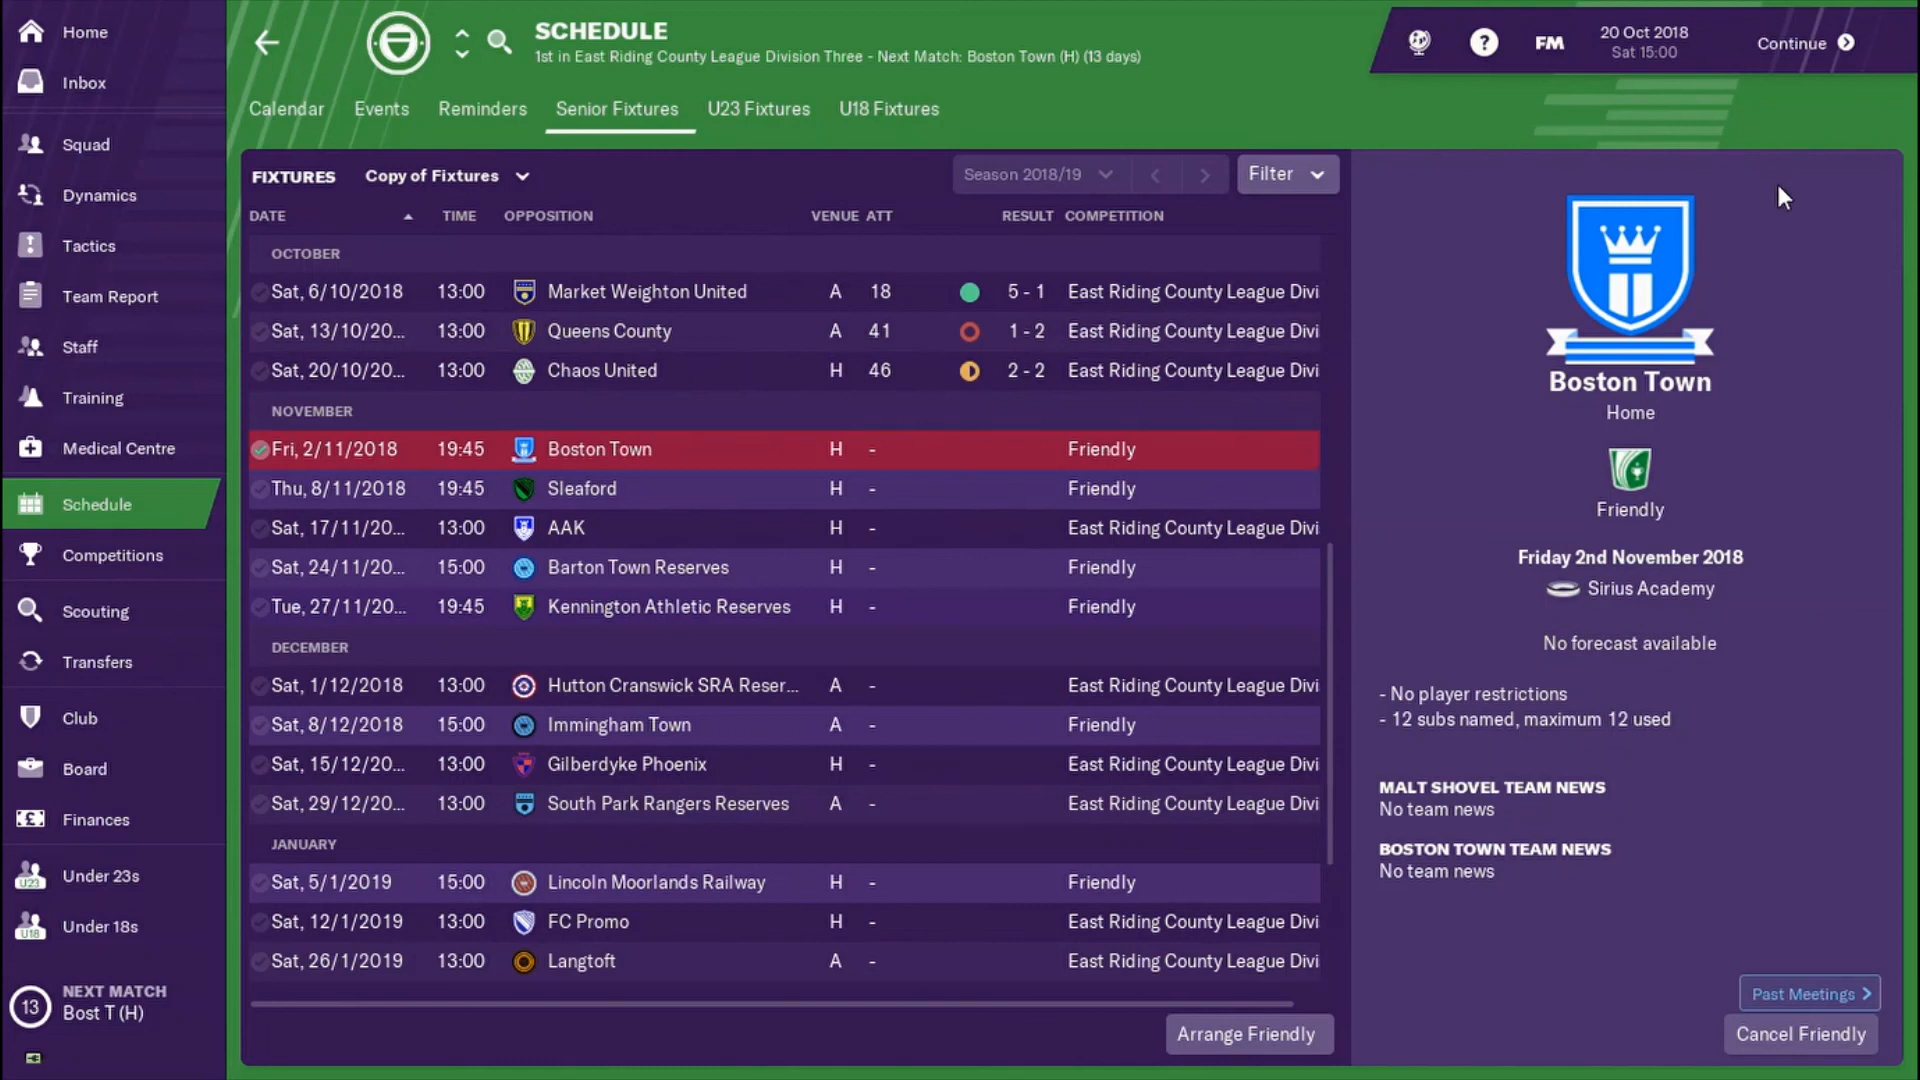 Home
Inbox
Squad
Dynamics
Tactics
Team Report
Staff
Training
Medical Centre
Schedule
Competitions
Scouting
Transfers
Club
Board
Finances
U23
Under 23s
U18
Under 18s
13
NEXT MATCH
Bost T (H)
SCHEDULE
1st in East Riding County League Division Three - Next Match: Boston Town (H) (13 days)
?
FM
20 Oct 2018
Sat 15:00
Continue
Calendar Events Reminders Senior Fixtures U23 Fixtures U18 Fixtures
FIXTURES Copy of Fixtures Season 2018/19 Filter
DATE TIME OPPOSITION VENUE ATT RESULT COMPETITION
OCTOBER
Sat, 6/10/2018 13:00 Market Weighton United A 18 5 - 1 East Riding County League Divi
Sat, 13/10/20... 13:00 Queens County A 41 1 - 2 East Riding County League Divi
Sat, 20/10/20... 13:00 Chaos United H 46 2 - 2 East Riding County League Divi
NOVEMBER
Fri, 2/11/2018 19:45 Boston Town H - Friendly
Thu, 8/11/2018 19:45 Sleaford H - Friendly
Sat, 17/11/20... 13:00 AAK H - East Riding County League Divi
Sat, 24/11/20... 15:00 Barton Town Reserves H - Friendly
Tue, 27/11/20... 19:45 Kennington Athletic Reserves H - Friendly
DECEMBER
Sat, 1/12/2018 13:00 Hutton Cranswick SRA Reser... A - East Riding County League Divi
Sat, 8/12/2018 15:00 Immingham Town A - Friendly
Sat, 15/12/20... 13:00 Gilberdyke Phoenix H - East Riding County League Divi
Sat, 29/12/20... 13:00 South Park Rangers Reserves A - East Riding County League Divi
JANUARY
Sat, 5/1/2019 15:00 Lincoln Moorlands Railway H - Friendly
Sat, 12/1/2019 13:00 FC Promo H - East Riding County League Divi
Sat, 26/1/2019 13:00 Langtoft A - East Riding County League Divi
Arrange Friendly
Boston Town
Home
Friendly
Friday 2nd November 2018
Sirius Academy
No forecast available
- No player restrictions
- 12 subs named, maximum 12 used
MALT SHOVEL TEAM NEWS
No team news
BOSTON TOWN TEAM NEWS
No team news
Past Meetings
Cancel Friendly